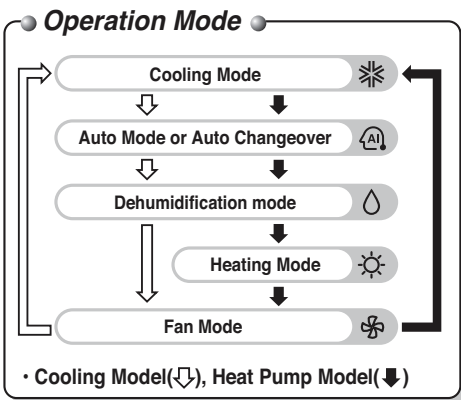 Operation Mode
Cooling Mode
Auto Mode or Auto Changeover
AI
Dehumidification mode
Heating Mode
Fan Mode
· Cooling Model(⇩), Heat Pump Model(⬇)